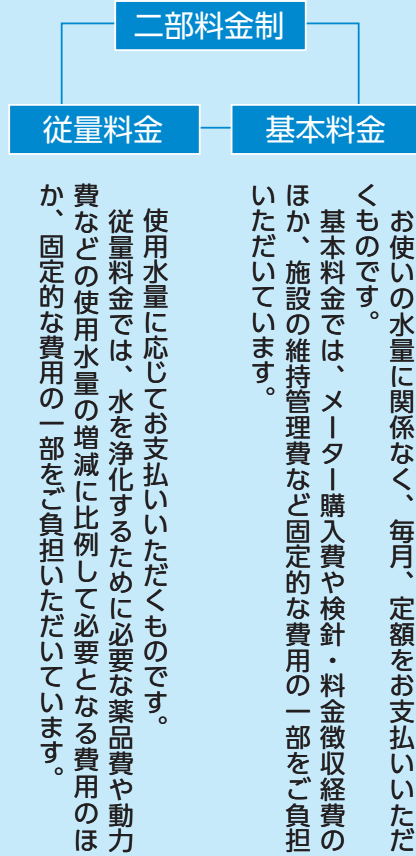 二部料金制
基本料金
お使いの水量に関係なく、毎月、定額をお支払いいただ
くものです。
基本料金では、メーター購入費や検針・料金徴収経費の
ほか、施設の維持管理費など固定的な費用の一部をご負担
いただいています。
従量料金
使用水量に応じてお支払いいただくものです。
従量料金では、水を浄化するために必要な薬品費や動力
費などの使用水量の増減に比例して必要となる費用のほ
か、固定的な費用の一部をご負担いただいています。